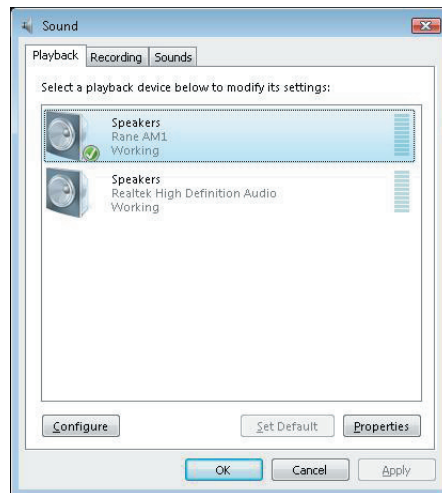 Sound
Playback Recording Sounds
Select a playback device below to modify its settings:
Speakers
Rane AM1
Working
Speakers
Realtek High Definition Audio
Working
Configure Set Default Properties
OK Cancel Apply